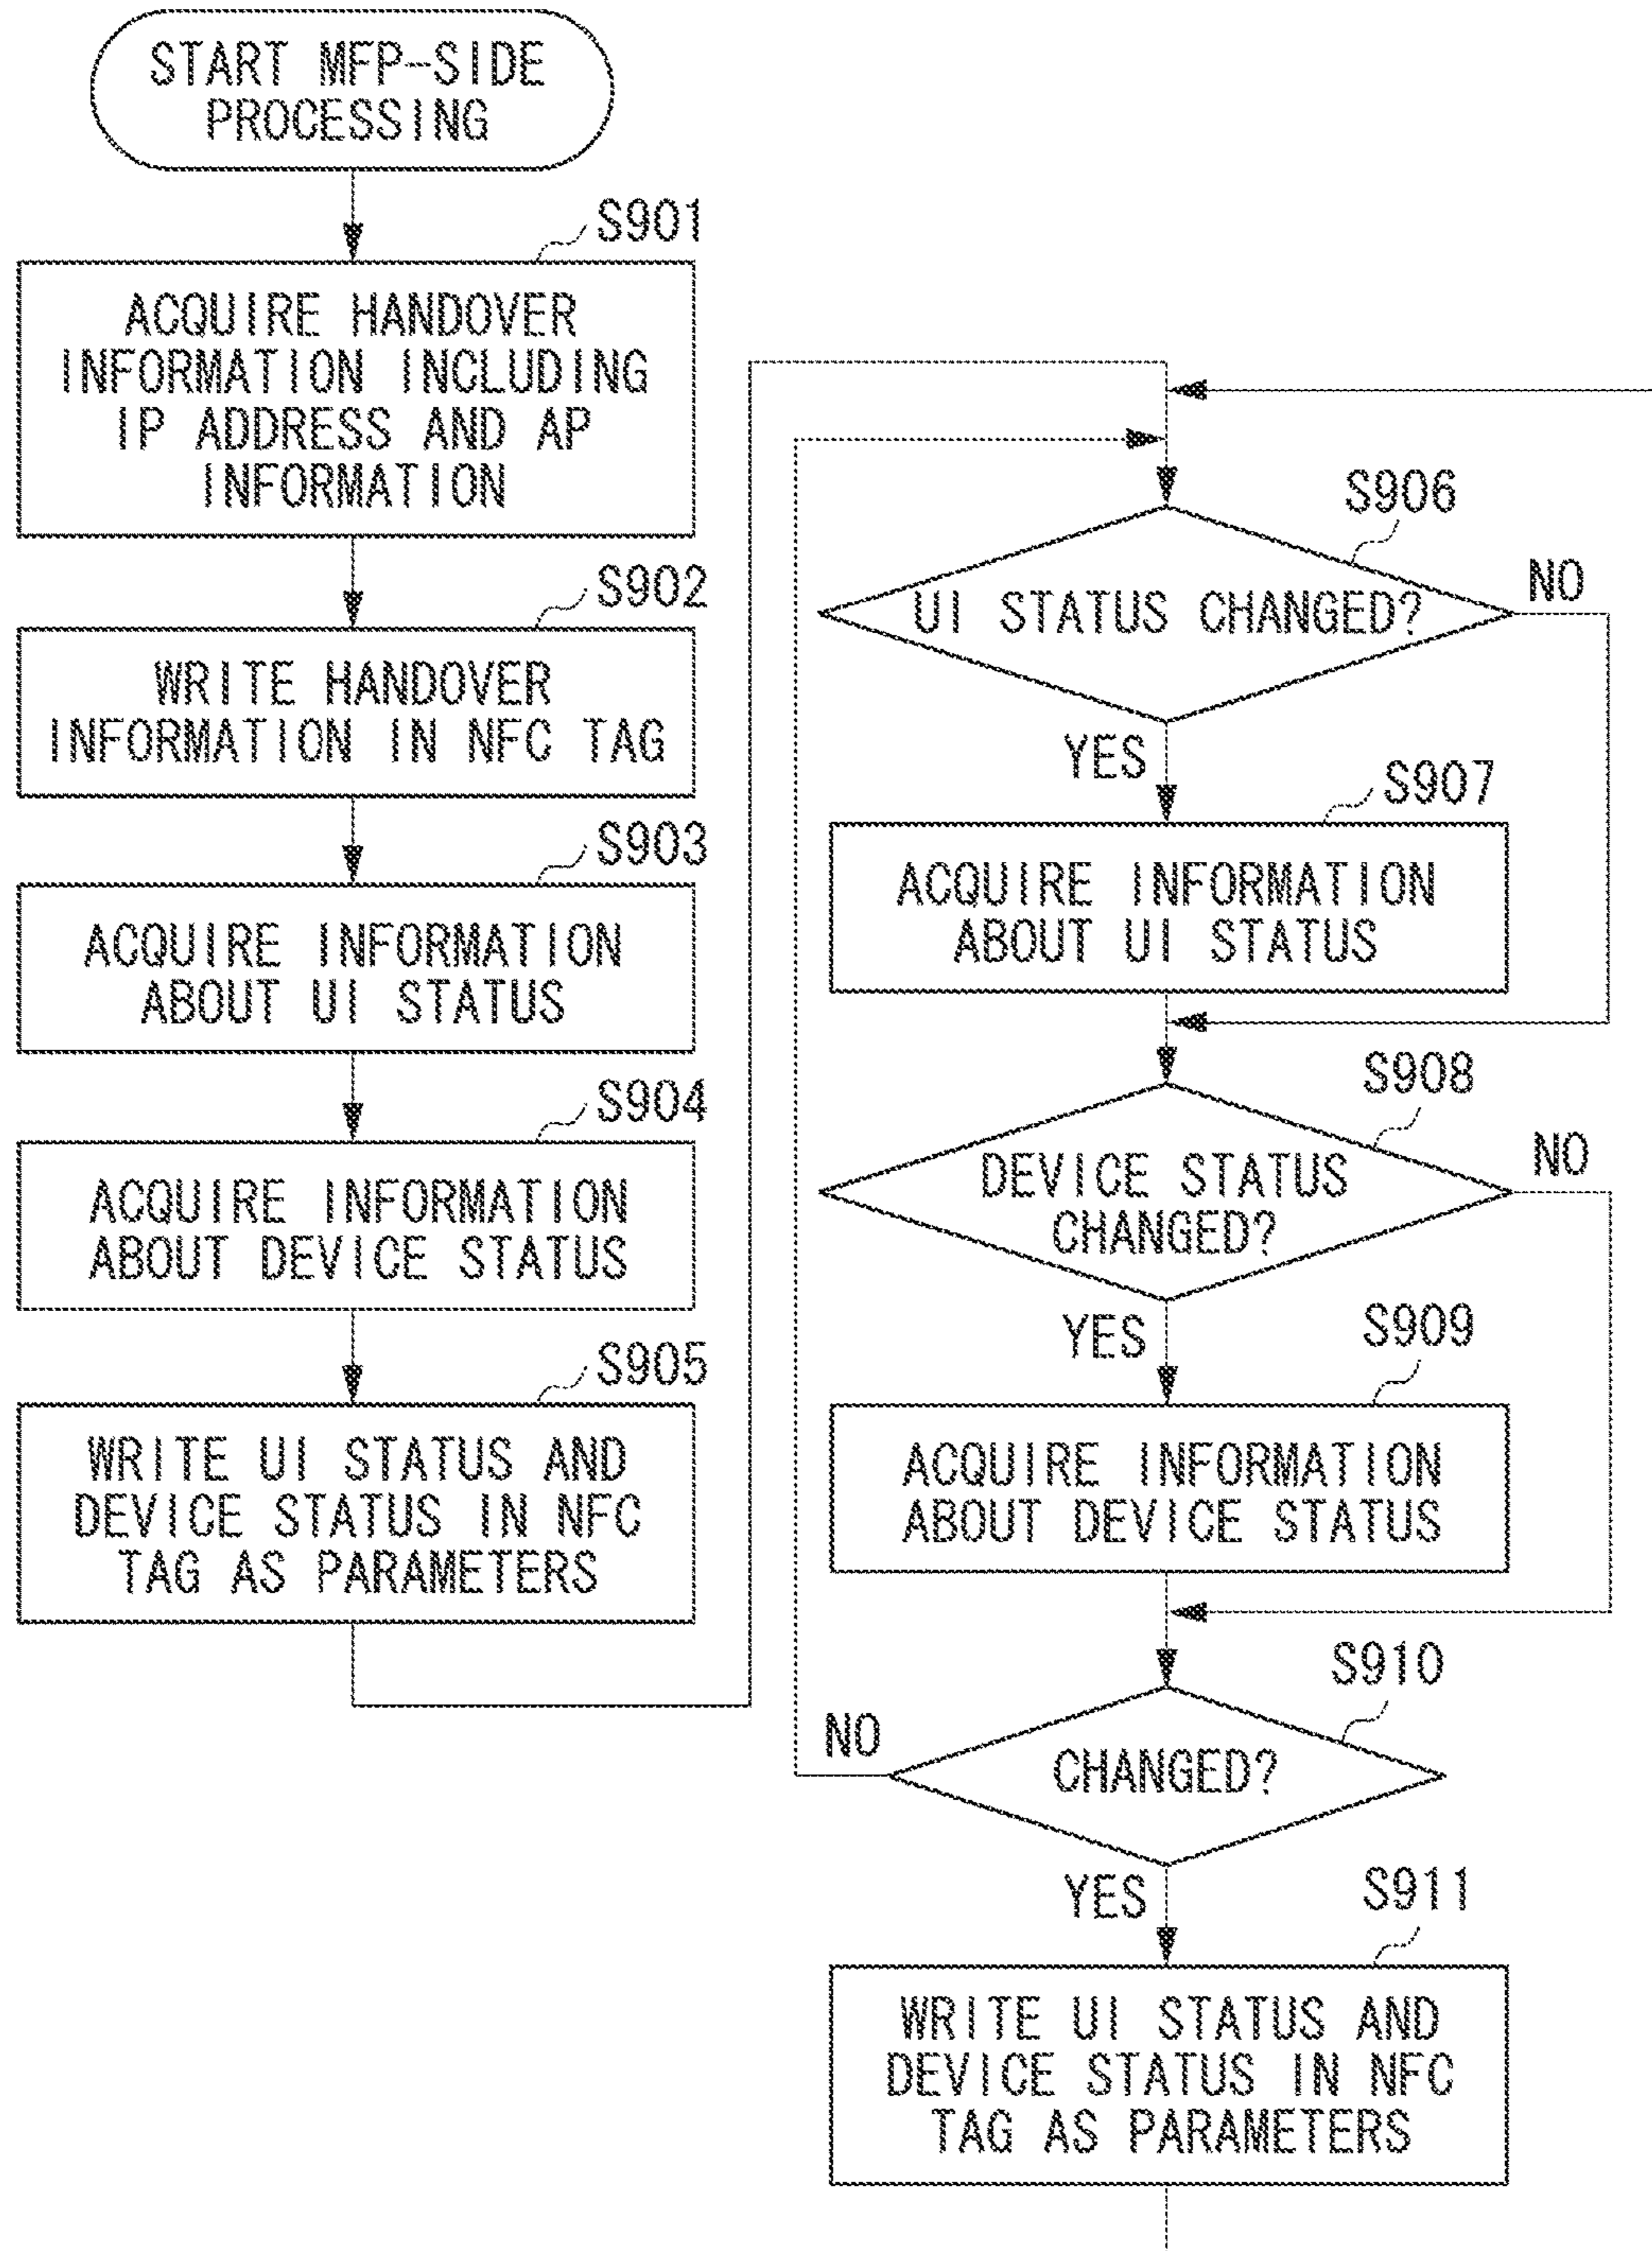 START MFP-SIDE
PROCESSING
S901
ACQUIRE HANDOVER
INFORMATION INCLUDING
IP ADDRESS AND AP
INFORMATION
S902
WRITE HANDOVER
INFORMATION IN NFC TAG
S903
ACQUIRE INFORMATION
ABOUT UI STATUS
S904
ACQUIRE INFORMATION
ABOUT DEVICE STATUS
S905
WRITE UI STATUS AND
DEVICE STATUS IN NFC
TAG AS PARAMETERS
S906
UI STATUS CHANGED?
NO
YES
S907
ACQUIRE INFORMATION
ABOUT UI STATUS
S908
DEVICE STATUS
CHANGED?
NO
YES
S909
ACQUIRE INFORMATION
ABOUT DEVICE STATUS
S910
CHANGED?
NO
YES
S911
WRITE UI STATUS AND
DEVICE STATUS IN NFC
TAG AS PARAMETERS